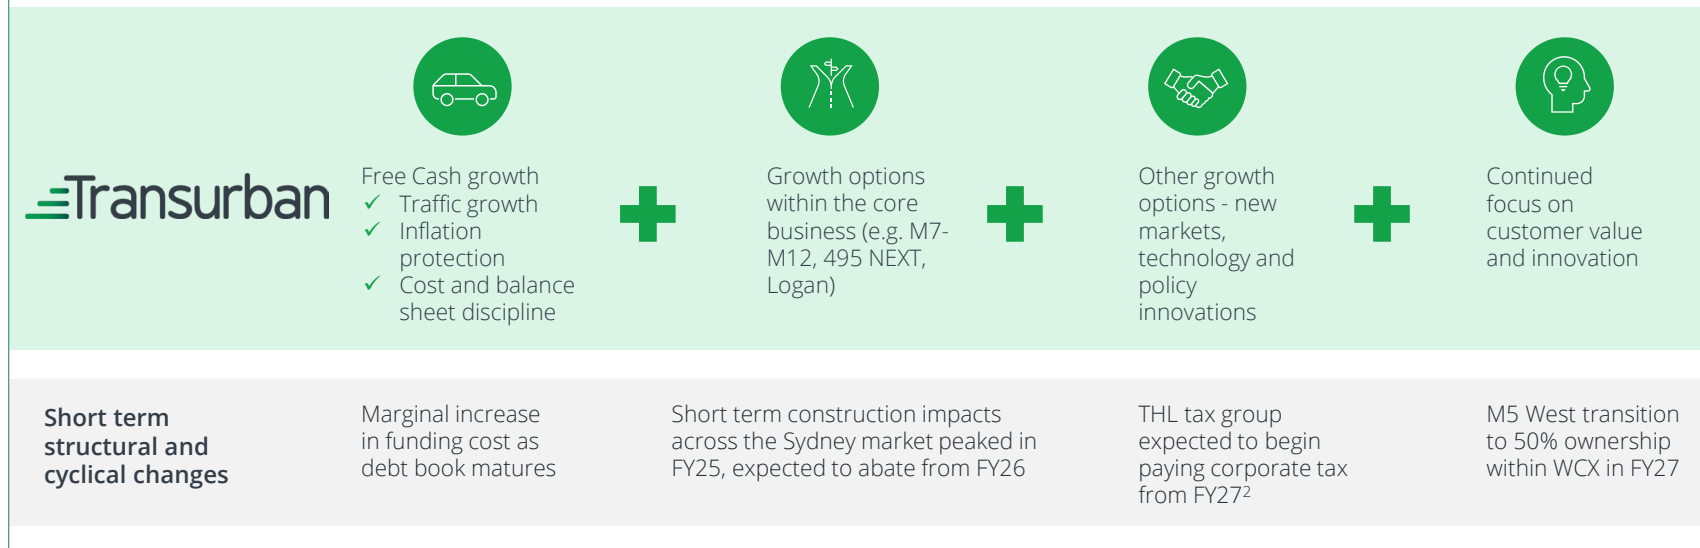 Transurban
Free Cash growth
✓ Traffic growth
✓ Inflation
protection
✓ Cost and balance
sheet discipline
Growth options
within the core
business (e.g. M7-
M12, 495 NEXT,
Logan)
Other growth
options - new
markets,
technology and
policy
innovations
Continued
focus on
customer value
and innovation
Short term
structural and
cyclical changes
Marginal increase
in funding cost as
debt book matures
Short term construction impacts
across the Sydney market peaked in
FY25, expected to abate from FY26
THL tax group
expected to begin
paying corporate tax
from FY27²
M5 West transition
to 50% ownership
within WCX in FY27